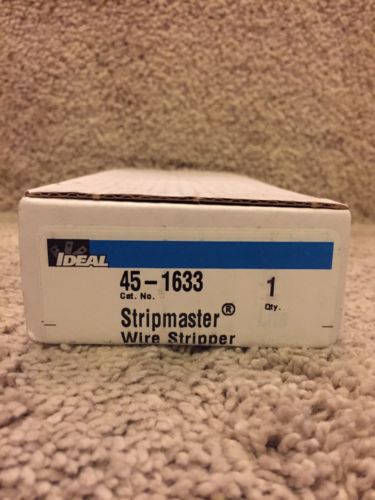 IDEAL
45-1633 1
Cat. No. Qty.
Stripmaster®
Wire Stripper